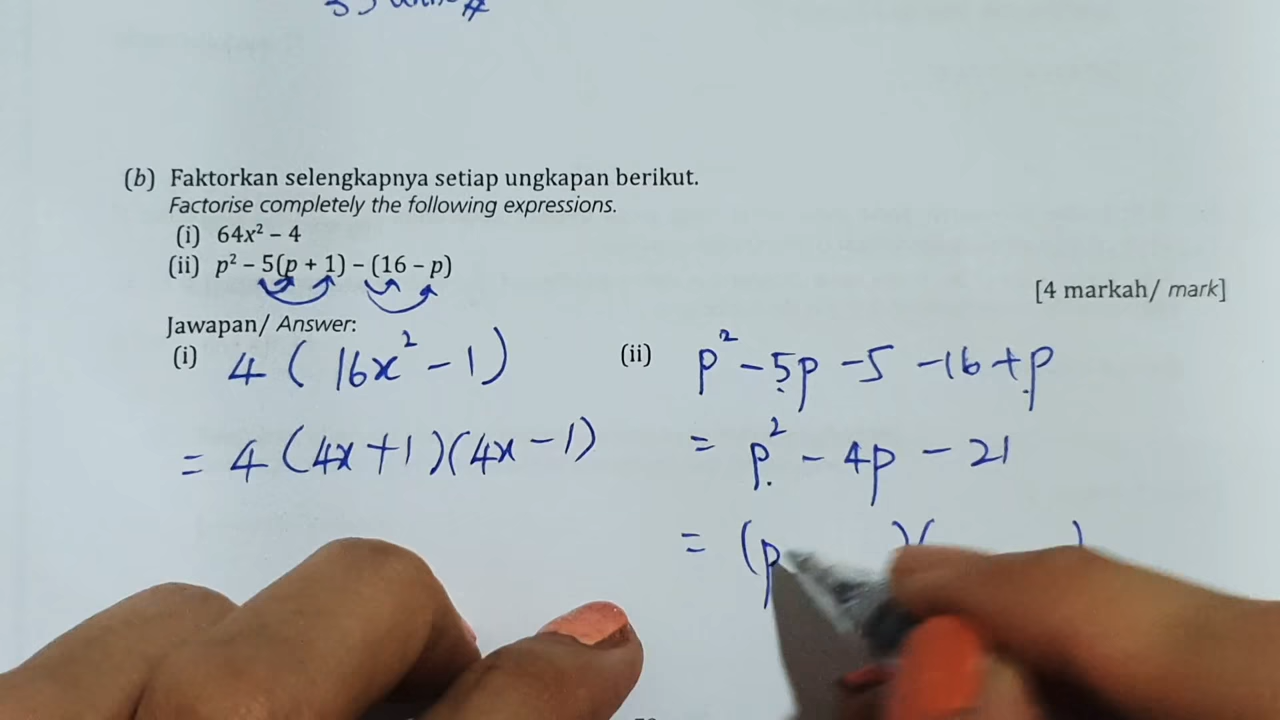 (b) Faktorkan selengkapnya setiap ungkapan berikut.
Factorise completely the following expressions.
(i) 64x² – 4
(ii) p² – 5(p + 1) – (16 – p)
[4 markah/ mark]
Jawapan/ Answer:
(i) 4 ( 16x² - 1 )
= 4 (4x + 1)(4x - 1)
(ii) p² - 5p - 5 - 16 + p
= p² - 4p - 21
= (p )( )